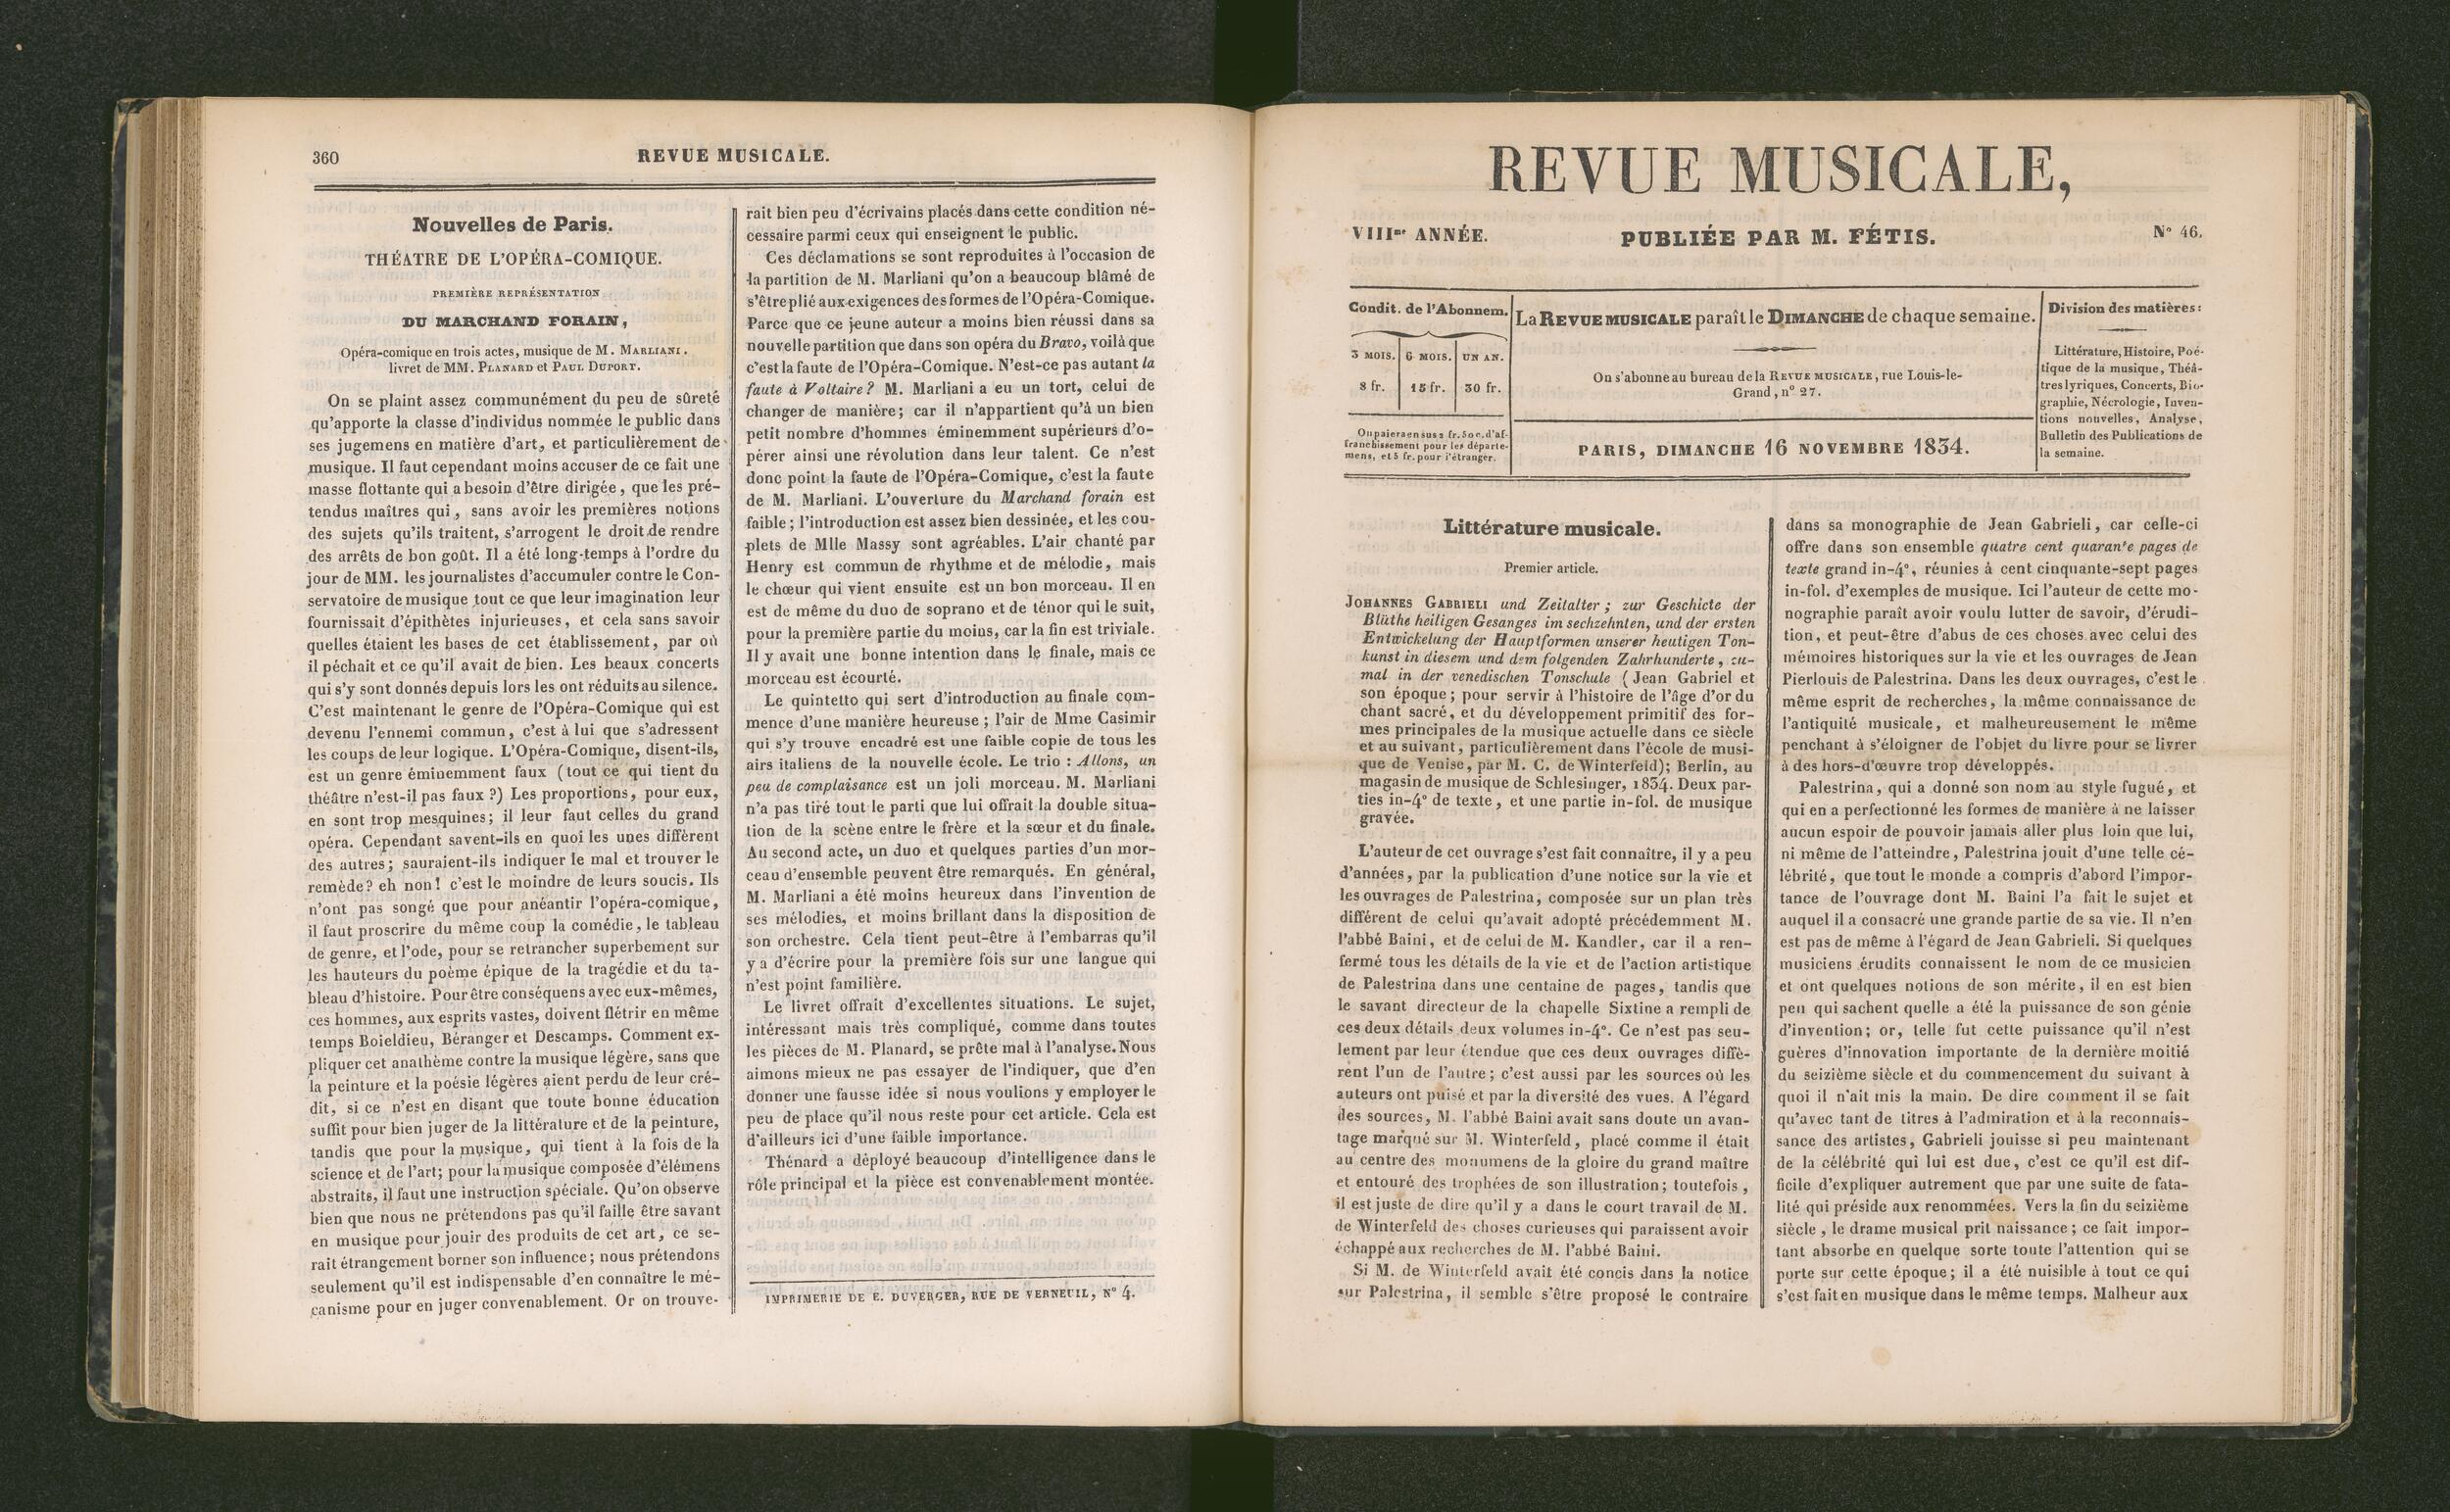 360
REVUE MUSICALE.
Nouvelles de Paris.
THÉATRE DE L'OPÉRA-COMIQUE.
PREMIÈRE REPRÉSENTATION
DU MARCHAND FORAIN,
Opéra-comique en trois actes, musique de M. MARLIANI.
livret de MM. PLANARD et PAUL DUPORT.
On se plaint assez communément du peu de sûreté
qu'apporte la classe d'individus nommée le public dans
ses jugemens en matière d'art, et particulièrement de
musique. Il faut cependant moins accuser de ce fait une
masse flottante qui a besoin d'être dirigée, que les pré-
tendus maîtres qui, sans avoir les premières notions
des sujets qu'ils traitent, s'arrogent le droit de rendre
des arrêts de bon goût. Il a été long-temps à l'ordre du
jour de MM. les journalistes d'accumuler contre le Con-
servatoire de musique tout ce que leur imagination leur
fournissait d'épithètes injurieuses, et cela sans savoir
quelles étaient les bases de cet établissement, par où
il péchait et ce qu'il avait de bien. Les beaux concerts
qui s'y sont donnés depuis lors les ont réduits au silence.
C'est maintenant le genre de l'Opéra-Comique qui est
devenu l'ennemi commun, c'est à lui que s'adressent
les coups de leur logique. L'Opéra-Comique, disent-ils,
est un genre éminemment faux (tout ce qui tient du
théâtre n'est-il pas faux ?) Les proportions, pour eux,
en sont trop mesquines; il leur faut celles du grand
opéra. Cependant savent-ils en quoi les unes diffèrent
des autres; sauraient-ils indiquer le mal et trouver le
remède? eh non! c'est le moindre de leurs soucis. Ils
n'ont pas songé que pour anéantir l'opéra-comique,
il faut proscrire du même coup la comédie, le tableau
de genre, et l'ode, pour se retrancher superbement sur
les hauteurs du poème épique de la tragédie et du ta-
bleau d'histoire. Pour être conséquens avec eux-mêmes,
ces hommes, aux esprits vastes, doivent flétrir en même
temps Boieldieu, Béranger et Descamps. Comment ex-
pliquer cet anathème contre la musique légère, sans que
la peinture et la poésie légères aient perdu de leur cré-
dit, si ce n'est en disant que toute bonne éducation
suffit pour bien juger de la littérature et de la peinture,
tandis que pour la musique, qui tient à la fois de la
science et de l'art; pour la musique composée d'élémens
abstraits, il faut une instruction spéciale. Qu'on observe
bien que nous ne prétendons pas qu'il faille être savant
en musique pour jouir des produits de cet art, ce se-
rait étrangement borner son influence; nous prétendons
seulement qu'il est indispensable d'en connaître le mé-
canisme pour en juger convenablement. Or on trouve-
rait bien peu d'écrivains placés dans cette condition né-
cessaire parmi ceux qui enseignent le public.
Ces déclamations se sont reproduites à l'occasion de
la partition de M. Marliani qu'on a beaucoup blâmé de
s'être plié aux exigences des formes de l'Opéra-Comique.
Parce que ce jeune auteur a moins bien réussi dans sa
nouvelle partition que dans son opéra du Bravo, voilà que
c'est la faute de l'Opéra-Comique. N'est-ce pas autant la
faute à Voltaire? M. Marliani a eu un tort, celui de
changer de manière; car il n'appartient qu'à un bien
petit nombre d'hommes éminemment supérieurs d'o-
pérer ainsi une révolution dans leur talent. Ce n'est
donc point la faute de l'Opéra-Comique, c'est la faute
de M. Marliani. L'ouverture du Marchand forain est
faible; l'introduction est assez bien dessinée, et les cou-
plets de Mlle Massy sont agréables. L'air chanté par
Henry est commun de rhythme et de mélodie, mais
le chœur qui vient ensuite est un bon morceau. Il en
est de même du duo de soprano et de ténor qui le suit,
pour la première partie du moins, car la fin est triviale.
Il y avait une bonne intention dans le finale, mais ce
morceau est écourté.
Le quintetto qui sert d'introduction au finale com-
mence d'une manière heureuse; l'air de Mme Casimir
qui s'y trouve encadré est une faible copie de tous les
airs italiens de la nouvelle école. Le trio : Allons, un
peu de complaisance est un joli morceau. M. Marliani
n'a pas tiré tout le parti que lui offrait la double situa-
tion de la scène entre le frère et la sœur et du finale.
Au second acte, un duo et quelques parties d'un mor-
ceau d'ensemble peuvent être remarqués. En général,
M. Marliani a été moins heureux dans l'invention de
ses mélodies, et moins brillant dans la disposition de
son orchestre. Cela tient peut-être à l'embarras qu'il
y a d'écrire pour la première fois sur une langue qui
n'est point familière.
Le livret offrait d'excellentes situations. Le sujet,
intéressant mais très compliqué, comme dans toutes
les pièces de M. Planard, se prête mal à l'analyse. Nous
aimons mieux ne pas essayer de l'indiquer, que d'en
donner une fausse idée si nous voulions y employer le
peu de place qu'il nous reste pour cet article. Cela est
d'ailleurs ici d'une faible importance.
Thénard a déployé beaucoup d'intelligence dans le
rôle principal et la pièce est convenablement montée.
IMPRIMERIE DE E. DUVERGER, RUE DE VERNEUIL, N° 4.
REVUE MUSICALE,
VIIIme ANNÉE.
PUBLIÉE PAR M. FÉTIS.
N° 46.
Condit. de l'Abonnem.
3 MOIS. 6 MOIS. UN AN.
8 fr. 15 fr. 30 fr.
On paiera en sus 2 fr. 50 c. d'af-
franchissement pour les départe-
mens, et 5 fr. pour l'étranger.
La REVUE MUSICALE paraît le DIMANCHE de chaque semaine.
On s'abonne au bureau de la REVUE MUSICALE, rue Louis-le-
Grand, n° 27.
PARIS, DIMANCHE 16 NOVEMBRE 1834.
Division des matières:
Littérature, Histoire, Poé-
tique de la musique, Théâ-
tres lyriques, Concerts, Bio-
graphie, Nécrologie, Inven-
tions nouvelles, Analyse,
Bulletin des Publications de
la semaine.
Littérature musicale.
Premier article.
JOHANNES GABRIELI und Zeitalter; zur Geschicte der
Blüthe heiligen Gesanges im sechzehnten, und der ersten
Entwickelung der Hauptformen unserer heutigen Ton-
kunst in diesem und dem folgenden Zahrhunderte, zu-
mal in der venedischen Tonschule (Jean Gabriel et
son époque; pour servir à l'histoire de l'âge d'or du
chant sacré, et du développement primitif des for-
mes principales de la musique actuelle dans ce siècle
et au suivant, particulièrement dans l'école de musi-
que de Venise, par M. C. de Winterfeld); Berlin, au
magasin de musique de Schlesinger, 1834. Deux par-
ties in-4° de texte, et une partie in-fol. de musique
gravée.
L'auteur de cet ouvrage s'est fait connaître, il y a peu
d'années, par la publication d'une notice sur la vie et
les ouvrages de Palestrina, composée sur un plan très
différent de celui qu'avait adopté précédemment M.
l'abbé Baini, et de celui de M. Kandler, car il a ren-
fermé tous les détails de la vie et de l'action artistique
de Palestrina dans une centaine de pages, tandis que
le savant directeur de la chapelle Sixtine a rempli de
ces deux détails deux volumes in-4°. Ce n'est pas seu-
lement par leur étendue que ces deux ouvrages diffè-
rent l'un de l'autre; c'est aussi par les sources où les
auteurs ont puisé et par la diversité des vues. A l'égard
des sources, M. l'abbé Baini avait sans doute un avan-
tage marqué sur M. Winterfeld, placé comme il était
au centre des monumens de la gloire du grand maître
et entouré des trophées de son illustration; toutefois,
il est juste de dire qu'il y a dans le court travail de M.
de Winterfeld des choses curieuses qui paraissent avoir
échappé aux recherches de M. l'abbé Baini.
Si M. de Winterfeld avait été concis dans la notice
sur Palestrina, il semble s'être proposé le contraire
dans sa monographie de Jean Gabrieli, car celle-ci
offre dans son ensemble quatre cent quarante pages de
texte grand in-4°, réunies à cent cinquante-sept pages
in-fol. d'exemples de musique. Ici l'auteur de cette mo-
nographie paraît avoir voulu lutter de savoir, d'érudi-
tion, et peut-être d'abus de ces choses avec celui des
mémoires historiques sur la vie et les ouvrages de Jean
Pierlouis de Palestrina. Dans les deux ouvrages, c'est le
même esprit de recherches, la même connaissance de
l'antiquité musicale, et malheureusement le même
penchant à s'éloigner de l'objet du livre pour se livrer
à des hors-d'œuvre trop développés.
Palestrina, qui a donné son nom au style fugué, et
qui en a perfectionné les formes de manière à ne laisser
aucun espoir de pouvoir jamais aller plus loin que lui,
ni même de l'atteindre, Palestrina jouit d'une telle cé-
lébrité, que tout le monde a compris d'abord l'impor-
tance de l'ouvrage dont M. Baini l'a fait le sujet et
auquel il a consacré une grande partie de sa vie. Il n'en
est pas de même à l'égard de Jean Gabrieli. Si quelques
musiciens érudits connaissent le nom de ce musicien
et ont quelques notions de son mérite, il en est bien
peu qui sachent quelle a été la puissance de son génie
d'invention; or, telle fut cette puissance qu'il n'est
guères d'innovation importante de la dernière moitié
du seizième siècle et du commencement du suivant à
quoi il n'ait mis la main. De dire comment il se fait
qu'avec tant de titres à l'admiration et à la reconnais-
sance des artistes, Gabrieli jouisse si peu maintenant
de la célébrité qui lui est due, c'est ce qu'il est dif-
ficile d'expliquer autrement que par une suite de fata-
lité qui préside aux renommées. Vers la fin du seizième
siècle, le drame musical prit naissance; ce fait impor-
tant absorbe en quelque sorte toute l'attention qui se
porte sur cette époque; il a été nuisible à tout ce qui
s'est fait en musique dans le même temps. Malheur aux